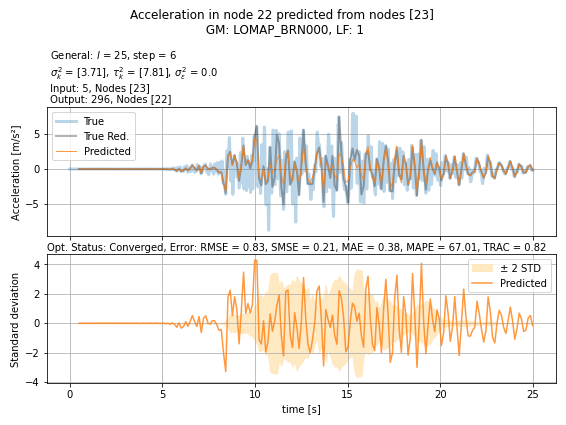 Acceleration in node 22 predicted from nodes [23]
GM: LOMAP_BRN000, LF: 1
General: l = 25, step = 6
σ²ₖ = [3.71], τ²ₖ = [7.81], σ²ε = 0.0
Input: 5, Nodes [23]
Output: 296, Nodes [22]
True
True Red.
Predicted
Acceleration [m/s²]
5
0
−5
Opt. Status: Converged, Error: RMSE = 0.83, SMSE = 0.21, MAE = 0.38, MAPE = 67.01, TRAC = 0.82
± 2 STD
Predicted
Standard deviation
4
2
0
−2
−4
0 5 10 15 20 25
time [s]